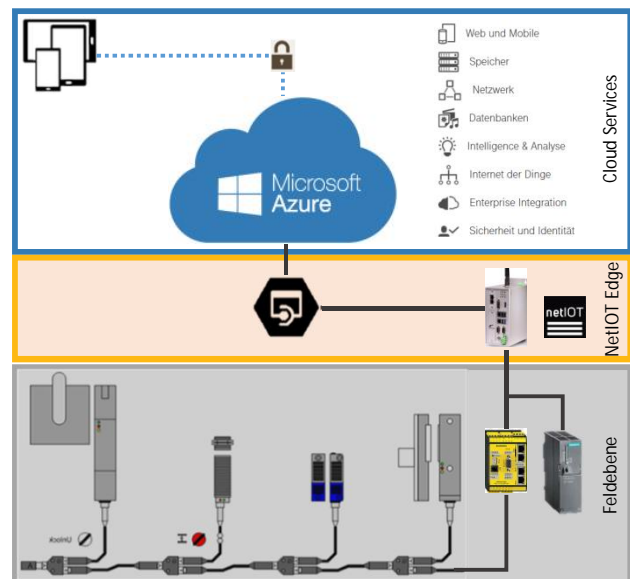 Web und Mobile
Speicher
Netzwerk
Datenbanken
Intelligence & Analyse
Internet der Dinge
Enterprise Integration
Sicherheit und Identität
Cloud Services
Microsoft
Azure
NetIOT Edge
netIOT
Feldebene
Unlock
I